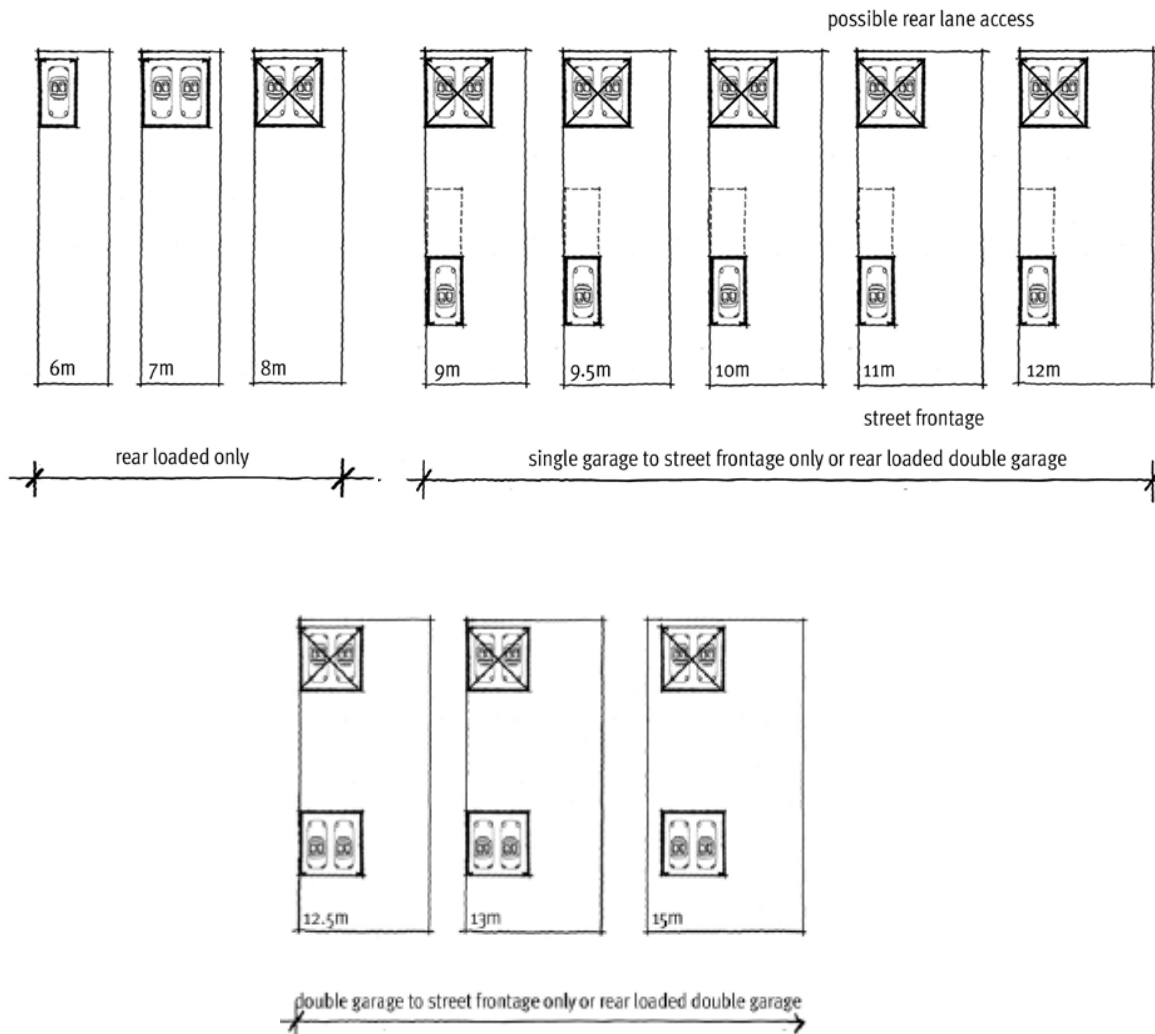 possible rear lane access
6m
7m
8m
9m
9.5m
10m
11m
12m
street frontage
rear loaded only
single garage to street frontage only or rear loaded double garage
12.5m
13m
15m
double garage to street frontage only or rear loaded double garage